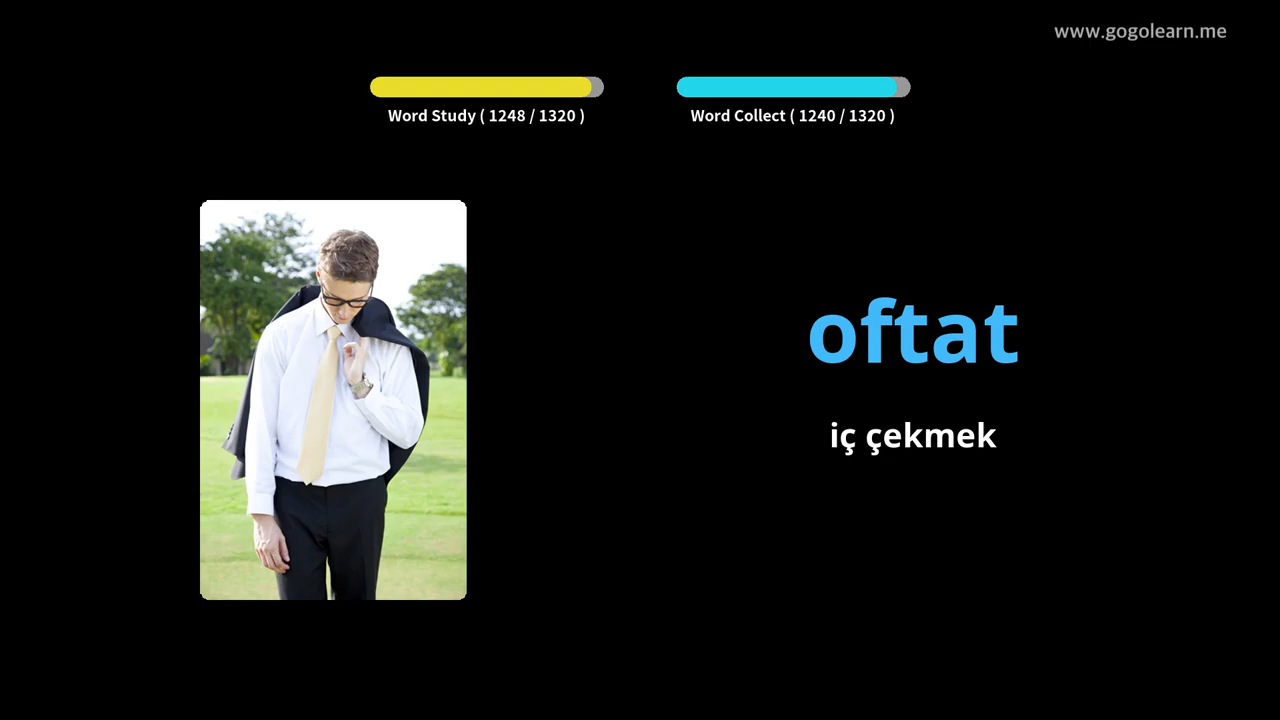 www.gogolearn.me
Word Study ( 1248 / 1320 )
Word Collect ( 1240 / 1320 )
oftat
iç çekmek